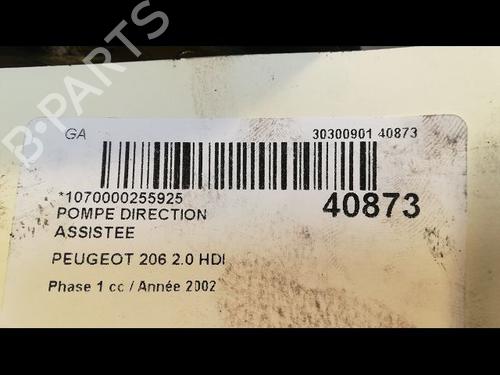 B-PARTS
GA
30300901 40873
*1070000255925
40873
POMPE DIRECTION
ASSISTEE
PEUGEOT 206 2.0 HDI
Phase 1 cc / Année 2002